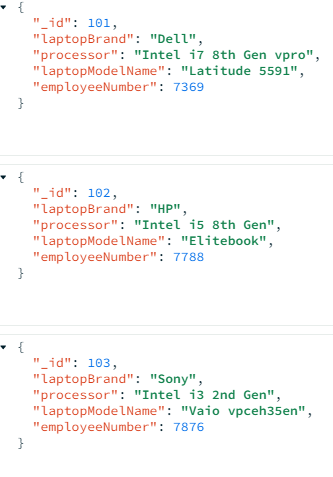 {
"_id": 101,
"laptopBrand": "Dell",
"processor": "Intel i7 8th Gen vpro",
"laptopModelName": "Latitude 5591",
"employeeNumber": 7369
}
{
"_id": 102,
"laptopBrand": "HP",
"processor": "Intel i5 8th Gen",
"laptopModelName": "Elitebook",
"employeeNumber": 7788
}
{
"_id": 103,
"laptopBrand": "Sony",
"processor": "Intel i3 2nd Gen",
"laptopModelName": "Vaio vpceh35en",
"employeeNumber": 7876
}